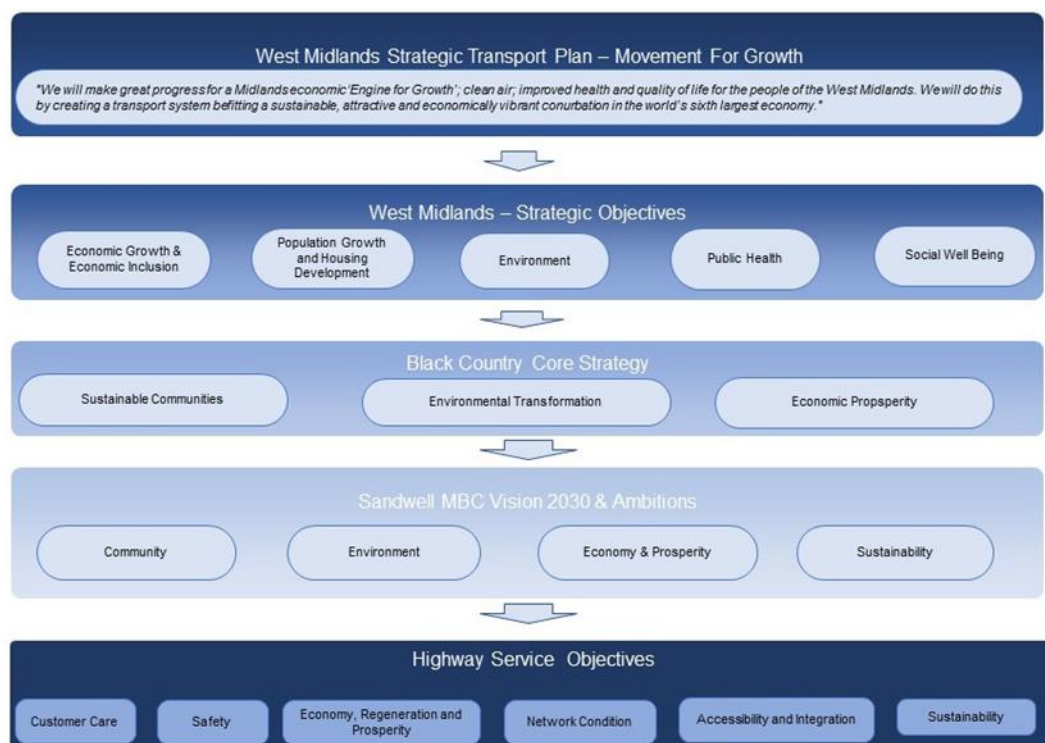 West Midlands Strategic Transport Plan – Movement For Growth
"We will make great progress for a Midlands economic 'Engine for Growth'; clean air; improved health and quality of life for the people of the West Midlands. We will do this
by creating a transport system befitting a sustainable, attractive and economically vibrant conurbation in the world's sixth largest economy."
West Midlands – Strategic Objectives
Economic Growth &
Economic Inclusion
Population Growth
and Housing
Development
Environment
Public Health
Social Well Being
Black Country Core Strategy
Sustainable Communities
Environmental Transformation
Economic Propsperity
Sandwell MBC Vision 2030 & Ambitions
Community
Environment
Economy & Prosperity
Sustainability
Highway Service Objectives
Customer Care
Safety
Economy, Regeneration and
Prosperity
Network Condition
Accessibility and Integration
Sustainability